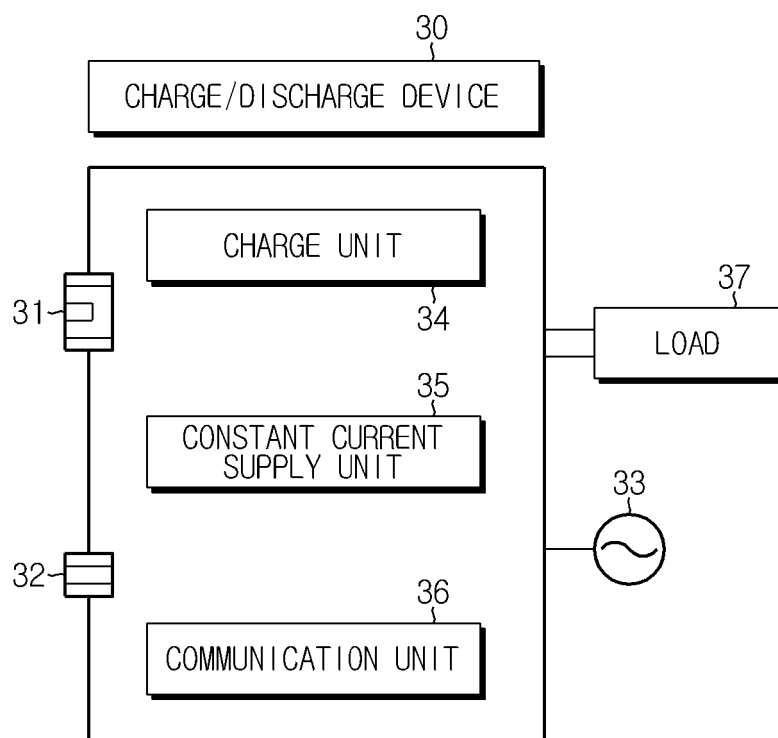 30
CHARGE/DISCHARGE DEVICE
CHARGE UNIT
34
31
37
LOAD
35
CONSTANT CURRENT
SUPPLY UNIT
33
32
36
COMMUNICATION UNIT